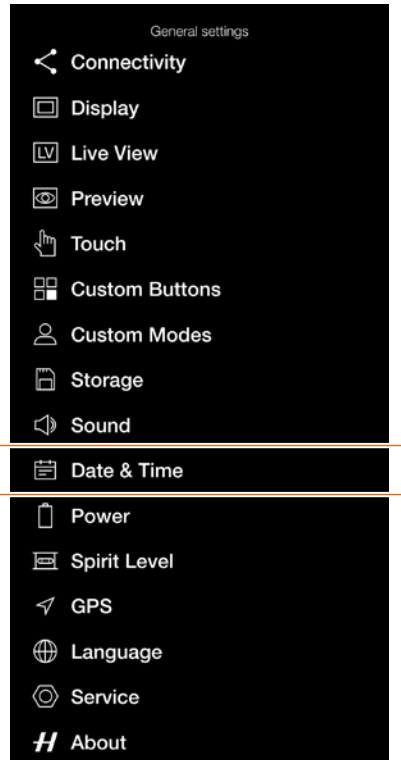 General settings
Connectivity
Display
LV Live View
Preview
Touch
Custom Buttons
Custom Modes
Storage
Sound
Date & Time
Power
Spirit Level
GPS
Language
Service
H About